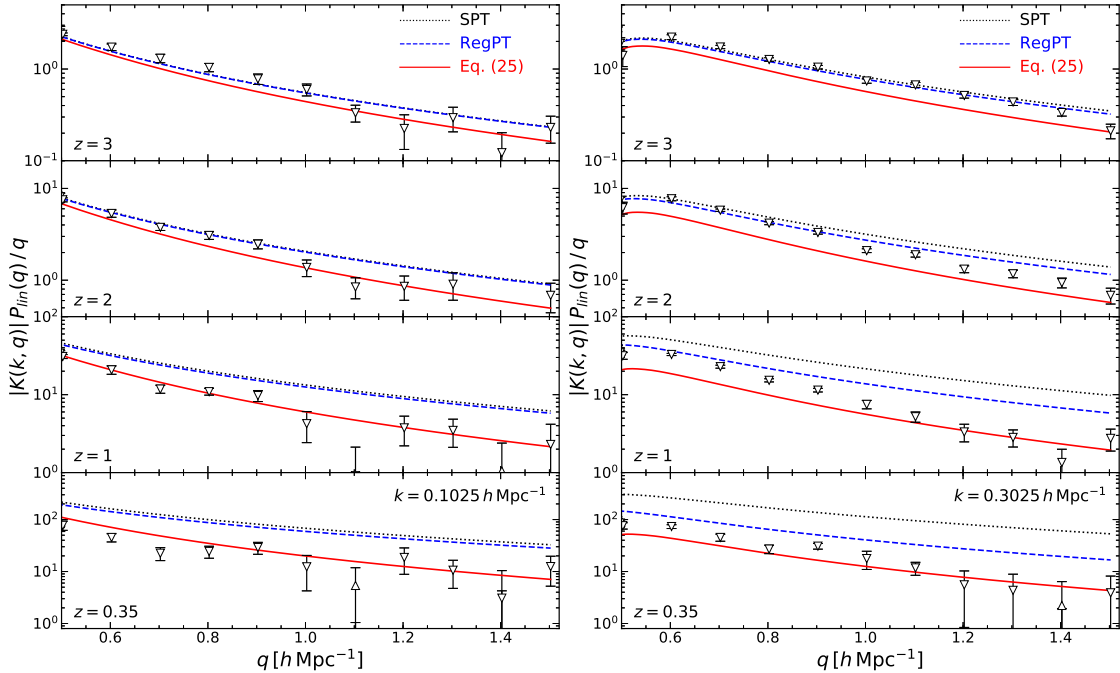 SPT
RegPT
Eq. (25)
10⁰
10⁻¹
z = 3
10¹
10⁰
z = 2
10²
10¹
10⁰
z = 1
k = 0.1025 h Mpc⁻¹
10²
10¹
10⁰
z = 0.35
0.6 0.8 1.0 1.2 1.4
q [h Mpc⁻¹]
|K(k, q)| P_lin(q) / q
SPT
RegPT
Eq. (25)
10⁰
10⁻¹
z = 3
10¹
10⁰
z = 2
10²
10¹
10⁰
z = 1
k = 0.3025 h Mpc⁻¹
10²
10¹
10⁰
z = 0.35
0.6 0.8 1.0 1.2 1.4
q [h Mpc⁻¹]
|K(k, q)| P_lin(q) / q